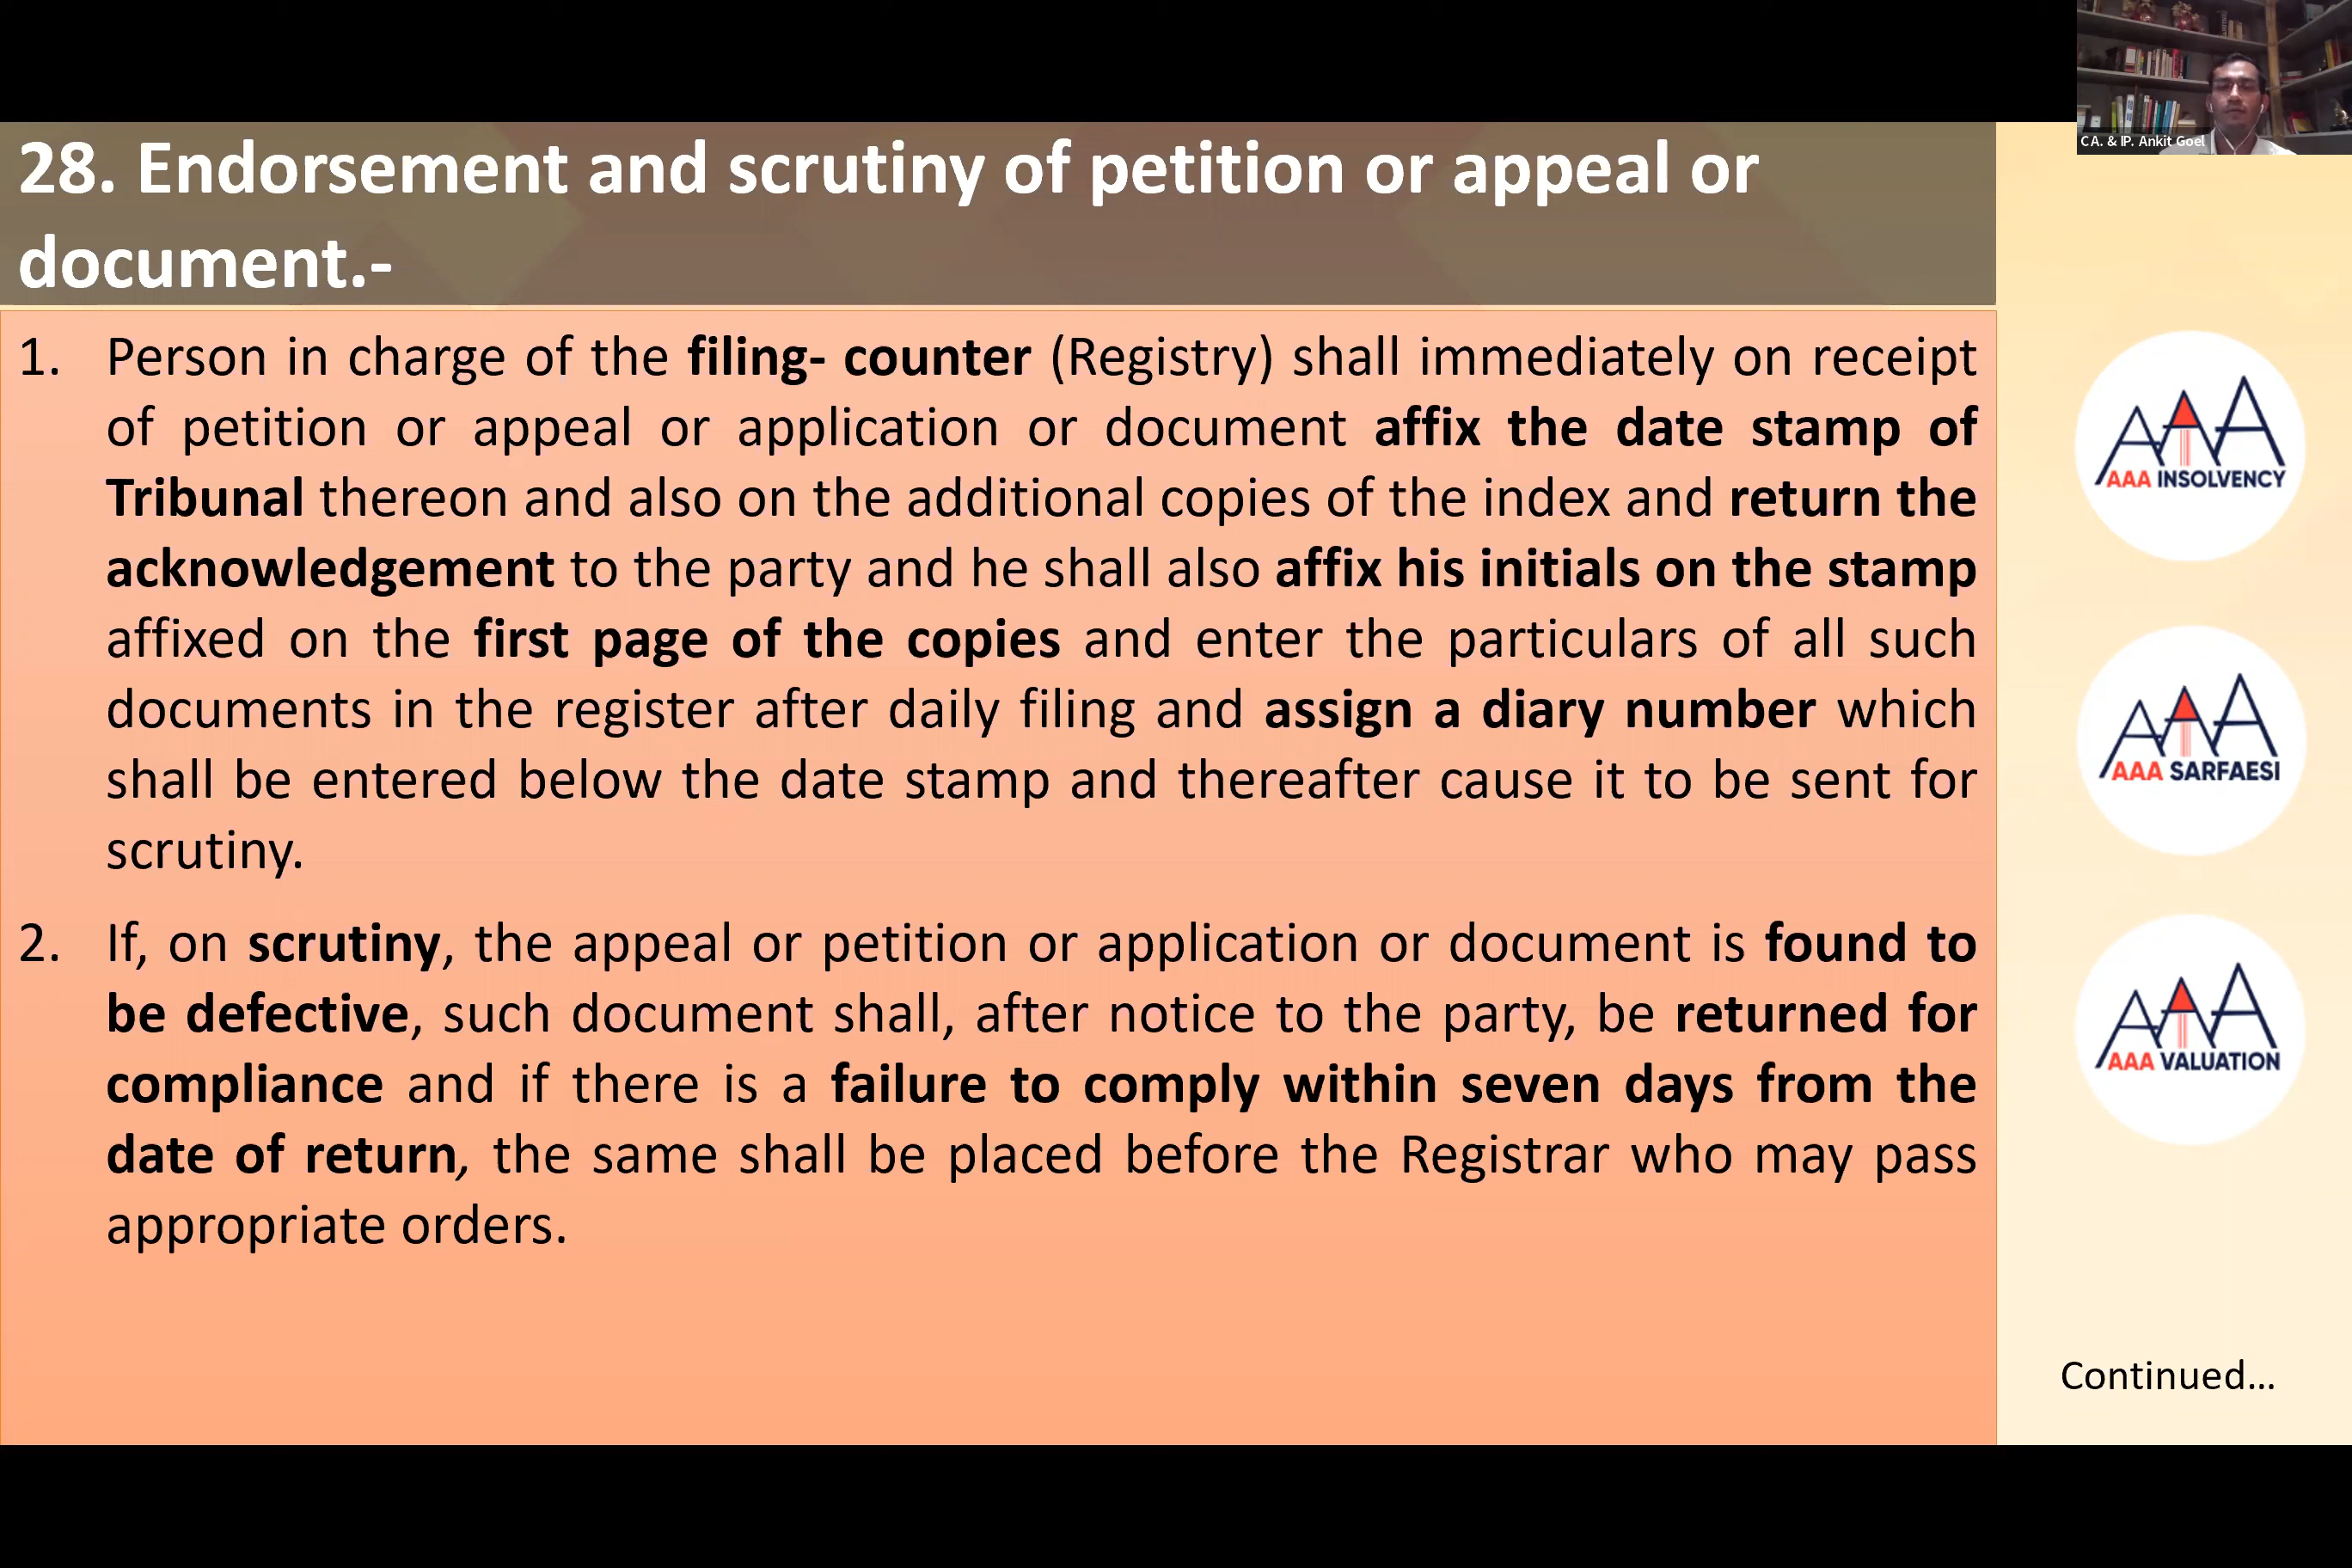 CA. & IP. Ankit Goel
28. Endorsement and scrutiny of petition or appeal or
document.-
1. Person in charge of the filing- counter (Registry) shall immediately on receipt
of petition or appeal or application or document affix the date stamp of
Tribunal thereon and also on the additional copies of the index and return the
acknowledgement to the party and he shall also affix his initials on the stamp
affixed on the first page of the copies and enter the particulars of all such
documents in the register after daily filing and assign a diary number which
shall be entered below the date stamp and thereafter cause it to be sent for
scrutiny.
2. If, on scrutiny, the appeal or petition or application or document is found to
be defective, such document shall, after notice to the party, be returned for
compliance and if there is a failure to comply within seven days from the
date of return, the same shall be placed before the Registrar who may pass
appropriate orders.
AAA
AAA INSOLVENCY
AAA
AAA SARFAESI
AAA
AAA VALUATION
Continued...